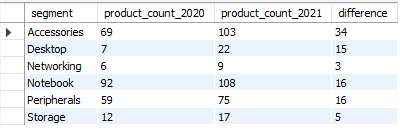 segment product_count_2020 product_count_2021 difference
Accessories 69 103 34
Desktop 7 22 15
Networking 6 9 3
Notebook 92 108 16
Peripherals 59 75 16
Storage 12 17 5